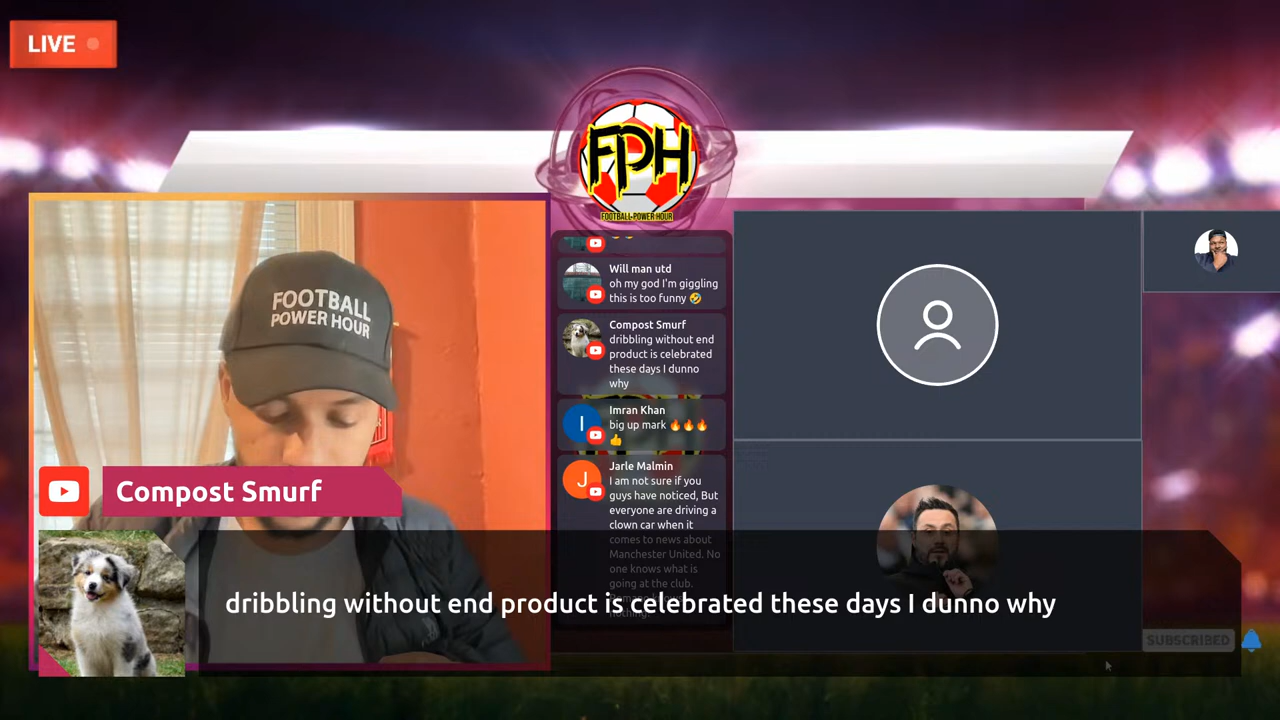 LIVE
FPH
FOOTBALL POWER HOUR
FOOTBALL
POWER HOUR
Will man utd
oh my god I'm giggling
this is too funny 🤣
Compost Smurf
dribbling without end
product is celebrated
these days I dunno
why
I
Imran Khan
big up mark 🔥🔥🔥
👍
J
Jarle Malmin
I am not sure if you
guys have noticed, But
everyone are driving a
clown car when it
comes to news about
Manchester United. No
one knows what is
going at the club.
Compost Smurf
dribbling without end product is celebrated these days I dunno why
SUBSCRIBED